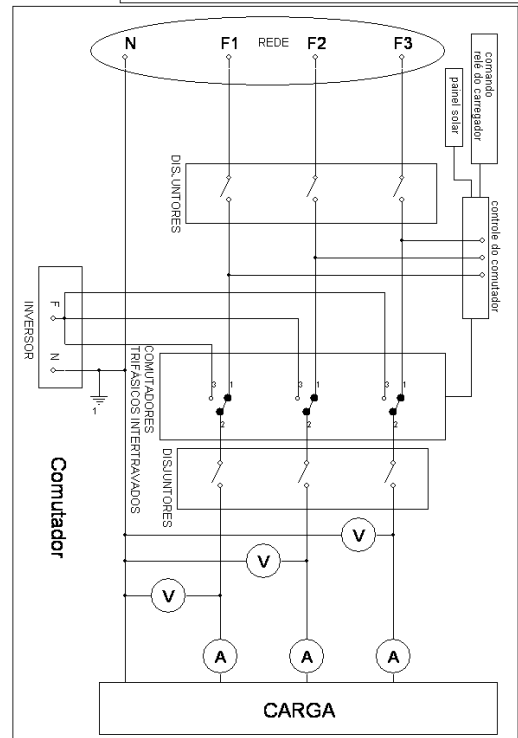 N F1 REDE F2 F3
comando
relé do carregador
painel solar
DISJUNTORES
controle do comutador
F
N
INVERSOR
1
COMUTADORES
TRIFÁSICOS INTERTRAVADOS
3 1 3 1 3 1
2 2 2
DISJUNTORES
Comutador
V
V
V
A A A
CARGA